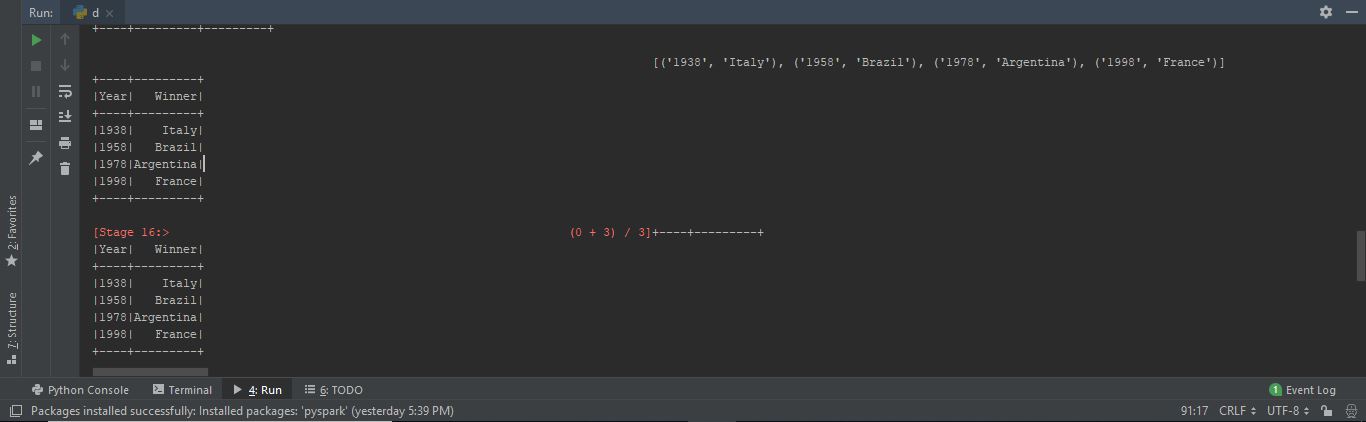 Run: d
+----+---------+---------+
[('1938', 'Italy'), ('1958', 'Brazil'), ('1978', 'Argentina'), ('1998', 'France')]
+----+---------+
|Year|   Winner|
+----+---------+
|1938|    Italy|
|1958|   Brazil|
|1978|Argentina|
|1998|   France|
+----+---------+
[Stage 16:> (0 + 3) / 3]+----+---------+
|Year|   Winner|
+----+---------+
|1938|    Italy|
|1958|   Brazil|
|1978|Argentina|
|1998|   France|
+----+---------+
2: Favorites
7: Structure
Python Console Terminal 4: Run 6: TODO 1 Event Log
Packages installed successfully: Installed packages: 'pyspark' (yesterday 5:39 PM) 91:17 CRLF UTF-8